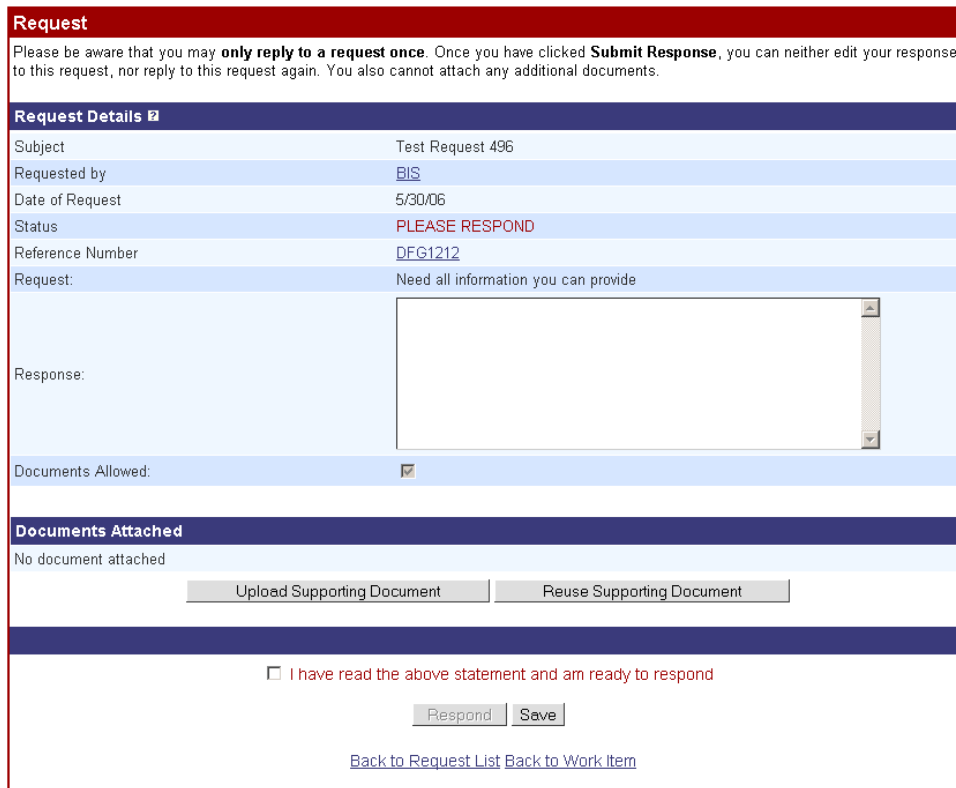 Request
Please be aware that you may only reply to a request once. Once you have clicked Submit Response, you can neither edit your response
to this request, nor reply to this request again. You also cannot attach any additional documents.
Request Details ?
Subject Test Request 496
Requested by BIS
Date of Request 5/30/06
Status PLEASE RESPOND
Reference Number DFG1212
Request: Need all information you can provide
Response:
Documents Allowed:
Documents Attached
No document attached
Upload Supporting Document Reuse Supporting Document
I have read the above statement and am ready to respond
Respond Save
Back to Request List Back to Work Item